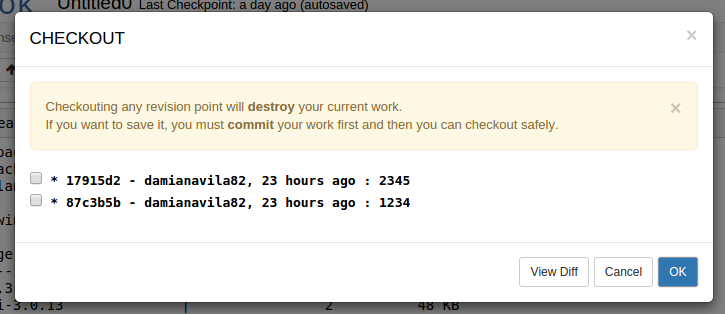 OK Untitled0 Last Checkpoint: a day ago (autosaved)
CHECKOUT ×
Checkouting any revision point will destroy your current work. ×
If you want to save it, you must commit your work first and then you can checkout safely.
* 17915d2 - damianavila82, 23 hours ago : 2345
* 87c3b5b - damianavila82, 23 hours ago : 1234
View Diff Cancel OK
i-3.0.13 | 2 48 KB